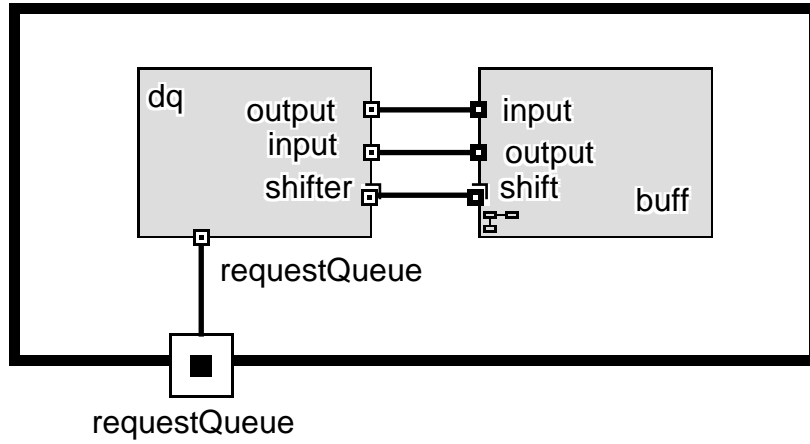 dq
output
input
shifter
input
output
shift
buff
requestQueue
requestQueue